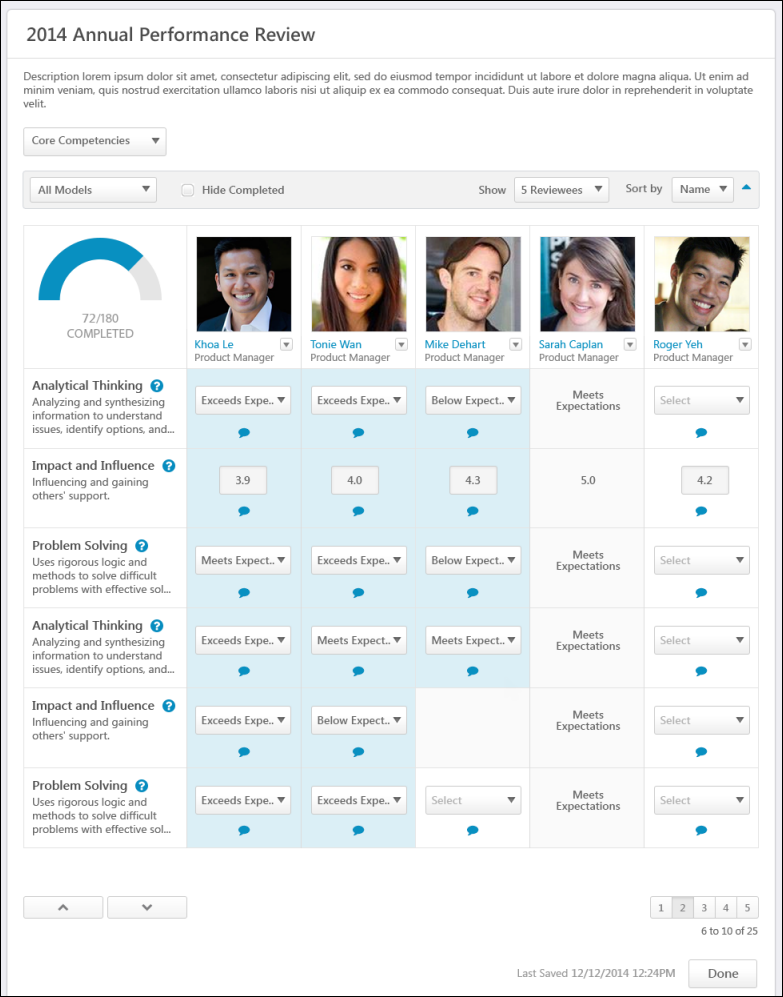 2014 Annual Performance Review
Description lorem ipsum dolor sit amet, consectetur adipiscing elit, sed do eiusmod tempor incididunt ut labore et dolore magna aliqua. Ut enim ad
minim veniam, quis nostrud exercitation ullamco laboris nisi ut aliquip ex ea commodo consequat. Duis aute irure dolor in reprehenderit in voluptate
velit.
Core Competencies
All Models Hide Completed Show 5 Reviewees Sort by Name
72/180
COMPLETED
Khoa Le
Product Manager
Tonie Wan
Product Manager
Mike Dehart
Product Manager
Sarah Caplan
Product Manager
Roger Yeh
Product Manager
Analytical Thinking ?
Analyzing and synthesizing
information to understand
issues, identify options, and...
Exceeds Expe..
Exceeds Expe..
Below Expect..
Meets
Expectations
Select
Impact and Influence ?
Influencing and gaining
others' support.
3.9
4.0
4.3
5.0
4.2
Problem Solving ?
Uses rigorous logic and
methods to solve difficult
problems with effective sol...
Meets Expect..
Exceeds Expe..
Below Expect..
Meets
Expectations
Select
Analytical Thinking ?
Analyzing and synthesizing
information to understand
issues, identify options, and...
Exceeds Expe..
Meets Expect..
Meets Expect..
Meets
Expectations
Select
Impact and Influence ?
Influencing and gaining
others' support.
Exceeds Expe..
Below Expect..
Meets
Expectations
Select
Problem Solving ?
Uses rigorous logic and
methods to solve difficult
problems with effective sol...
Exceeds Expe..
Exceeds Expe..
Select
Meets
Expectations
Select
1 2 3 4 5
6 to 10 of 25
Last Saved 12/12/2014 12:24PM Done